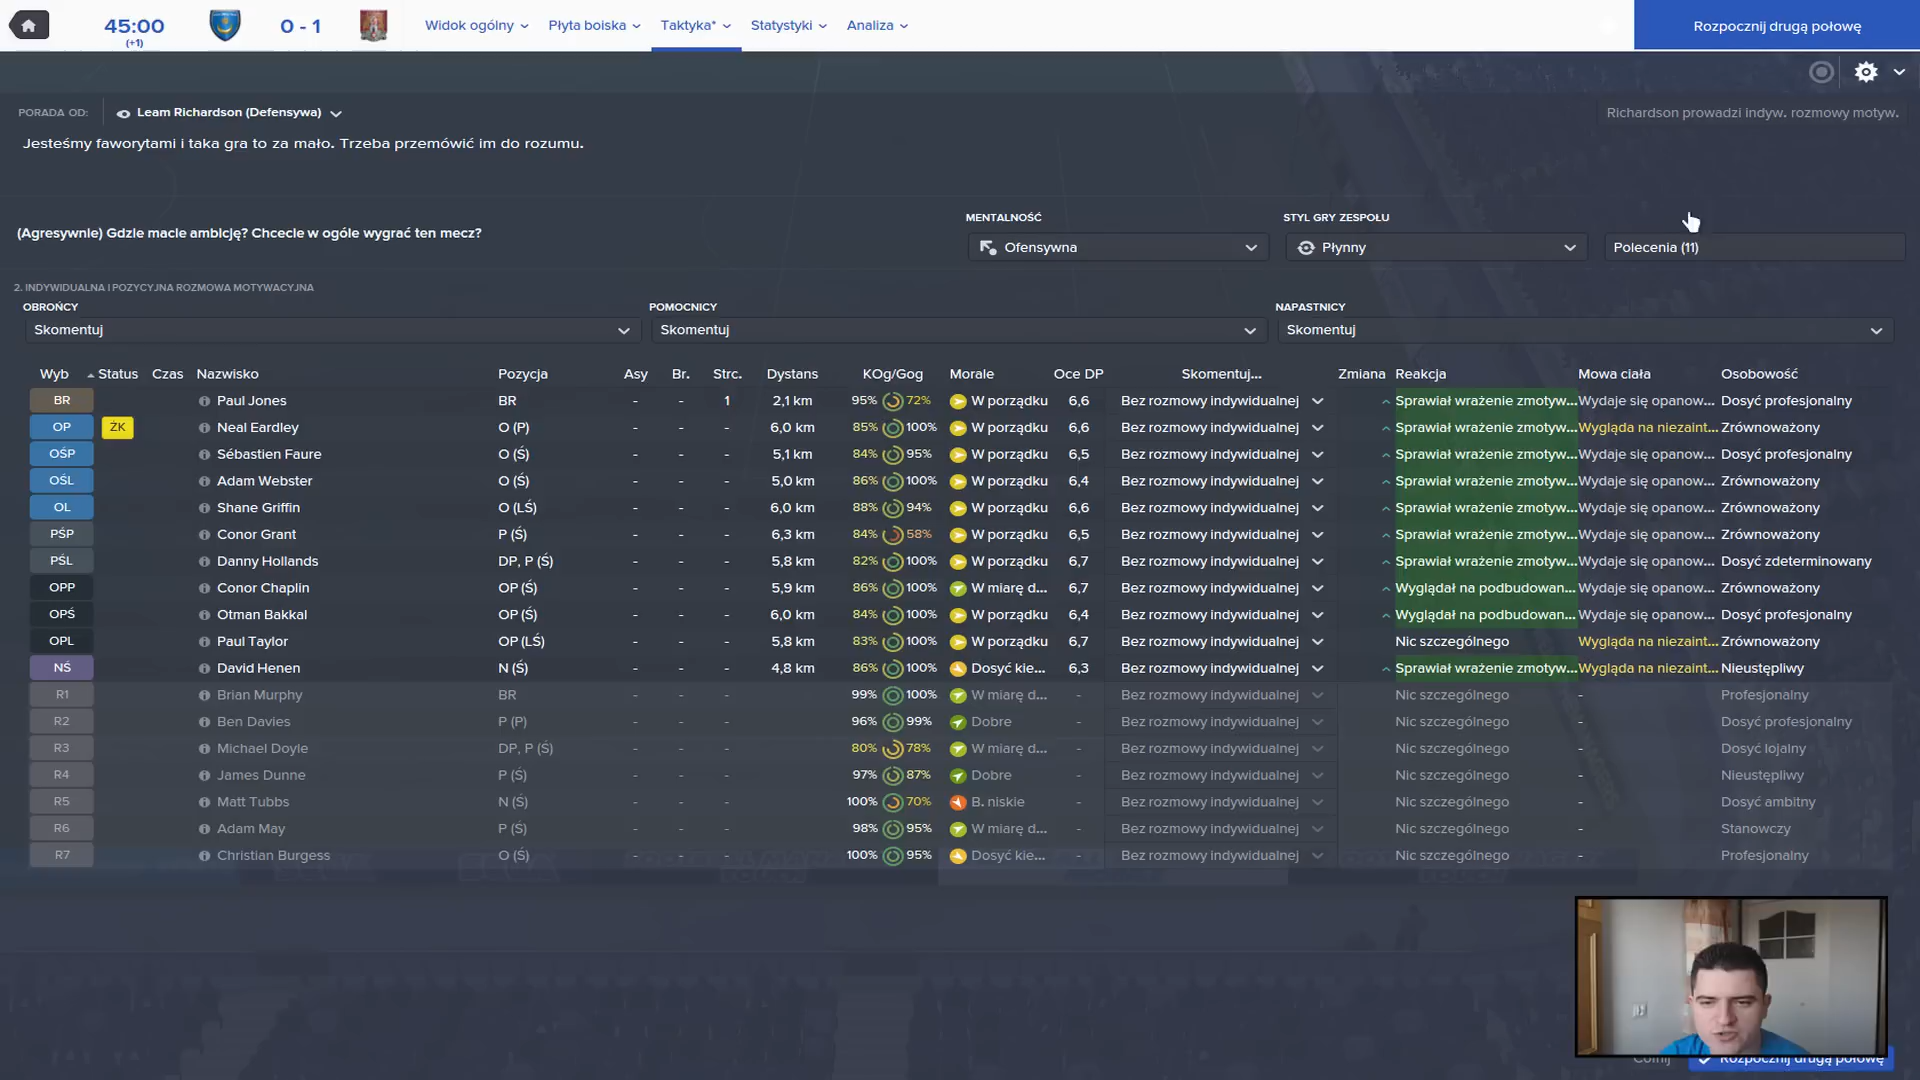 45:00
(+1)
0 - 1
Widok ogólny
Płyta boiska
Taktyka*
Statystyki
Analiza
Rozpocznij drugą połowę
PORADA OD:
Leam Richardson (Defensywa)
Richardson prowadzi indyw. rozmowy motyw.
Jesteśmy faworytami i taka gra to za mało. Trzeba przemówić im do rozumu.
MENTALNOŚĆ
STYL GRY ZESPOŁU
(Agresywnie) Gdzie macie ambicję? Chcecie w ogóle wygrać ten mecz?
Ofensywna
Płynny
Polecenia (11)
2. INDYWIDUALNA I POZYCYJNA ROZMOWA MOTYWACYJNA
OBROŃCY
POMOCNICY
NAPASTNICY
Skomentuj
Skomentuj
Skomentuj
Wyb Status Czas Nazwisko Pozycja Asy Br. Strc. Dystans KOg/Gog Morale Oce DP Skomentuj... Zmiana Reakcja Mowa ciała Osobowość
BR Paul Jones BR - - 1 2,1 km 95% 72% W porządku 6,6 Bez rozmowy indywidualnej Sprawiał wrażenie zmotyw... Wydaje się opanow... Dosyć profesjonalny
OP ŻK Neal Eardley O (P) - - - 6,0 km 85% 100% W porządku 6,6 Bez rozmowy indywidualnej Sprawiał wrażenie zmotyw... Wygląda na niezaint... Zrównoważony
OŚP Sébastien Faure O (Ś) - - - 5,1 km 84% 95% W porządku 6,5 Bez rozmowy indywidualnej Sprawiał wrażenie zmotyw... Wydaje się opanow... Dosyć profesjonalny
OŚL Adam Webster O (Ś) - - - 5,0 km 86% 100% W porządku 6,4 Bez rozmowy indywidualnej Sprawiał wrażenie zmotyw... Wydaje się opanow... Zrównoważony
OL Shane Griffin O (LŚ) - - - 6,0 km 88% 94% W porządku 6,6 Bez rozmowy indywidualnej Sprawiał wrażenie zmotyw... Wydaje się opanow... Zrównoważony
PŚP Conor Grant P (Ś) - - - 6,3 km 84% 58% W porządku 6,5 Bez rozmowy indywidualnej Sprawiał wrażenie zmotyw... Wydaje się opanow... Zrównoważony
PŚL Danny Hollands DP, P (Ś) - - - 5,8 km 82% 100% W porządku 6,7 Bez rozmowy indywidualnej Sprawiał wrażenie zmotyw... Wydaje się opanow... Dosyć zdeterminowany
OPP Conor Chaplin OP (Ś) - - - 5,9 km 86% 100% W miarę d... 6,7 Bez rozmowy indywidualnej Wyglądał na podbudowan... Wydaje się opanow... Zrównoważony
OPŚ Otman Bakkal OP (Ś) - - - 6,0 km 84% 100% W porządku 6,4 Bez rozmowy indywidualnej Wyglądał na podbudowan... Wydaje się opanow... Dosyć profesjonalny
OPL Paul Taylor OP (LŚ) - - - 5,8 km 83% 100% W porządku 6,7 Bez rozmowy indywidualnej Nic szczególnego Wygląda na niezaint... Zrównoważony
NŚ David Henen N (Ś) - - - 4,8 km 86% 100% Dosyć kie... 6,3 Bez rozmowy indywidualnej Sprawiał wrażenie zmotyw... Wygląda na niezaint... Nieustępliwy
R1 Brian Murphy BR - - - 99% 100% W miarę d... - Bez rozmowy indywidualnej Nic szczególnego - Profesjonalny
R2 Ben Davies P (P) - - - 96% 99% Dobre - Bez rozmowy indywidualnej Nic szczególnego - Dosyć profesjonalny
R3 Michael Doyle DP, P (Ś) - - - 80% 78% W miarę d... - Bez rozmowy indywidualnej Nic szczególnego - Dosyć lojalny
R4 James Dunne P (Ś) - - - 97% 87% Dobre - Bez rozmowy indywidualnej Nic szczególnego - Nieustępliwy
R5 Matt Tubbs N (Ś) - - - 100% 70% B. niskie - Bez rozmowy indywidualnej Nic szczególnego - Dosyć ambitny
R6 Adam May P (Ś) - - - 98% 95% W miarę d... - Bez rozmowy indywidualnej Nic szczególnego - Stanowczy
R7 Christian Burgess O (Ś) - - - 100% 95% Dosyć kie... - Bez rozmowy indywidualnej Nic szczególnego - Profesjonalny
Cofnij
Rozpocznij drugą połowę